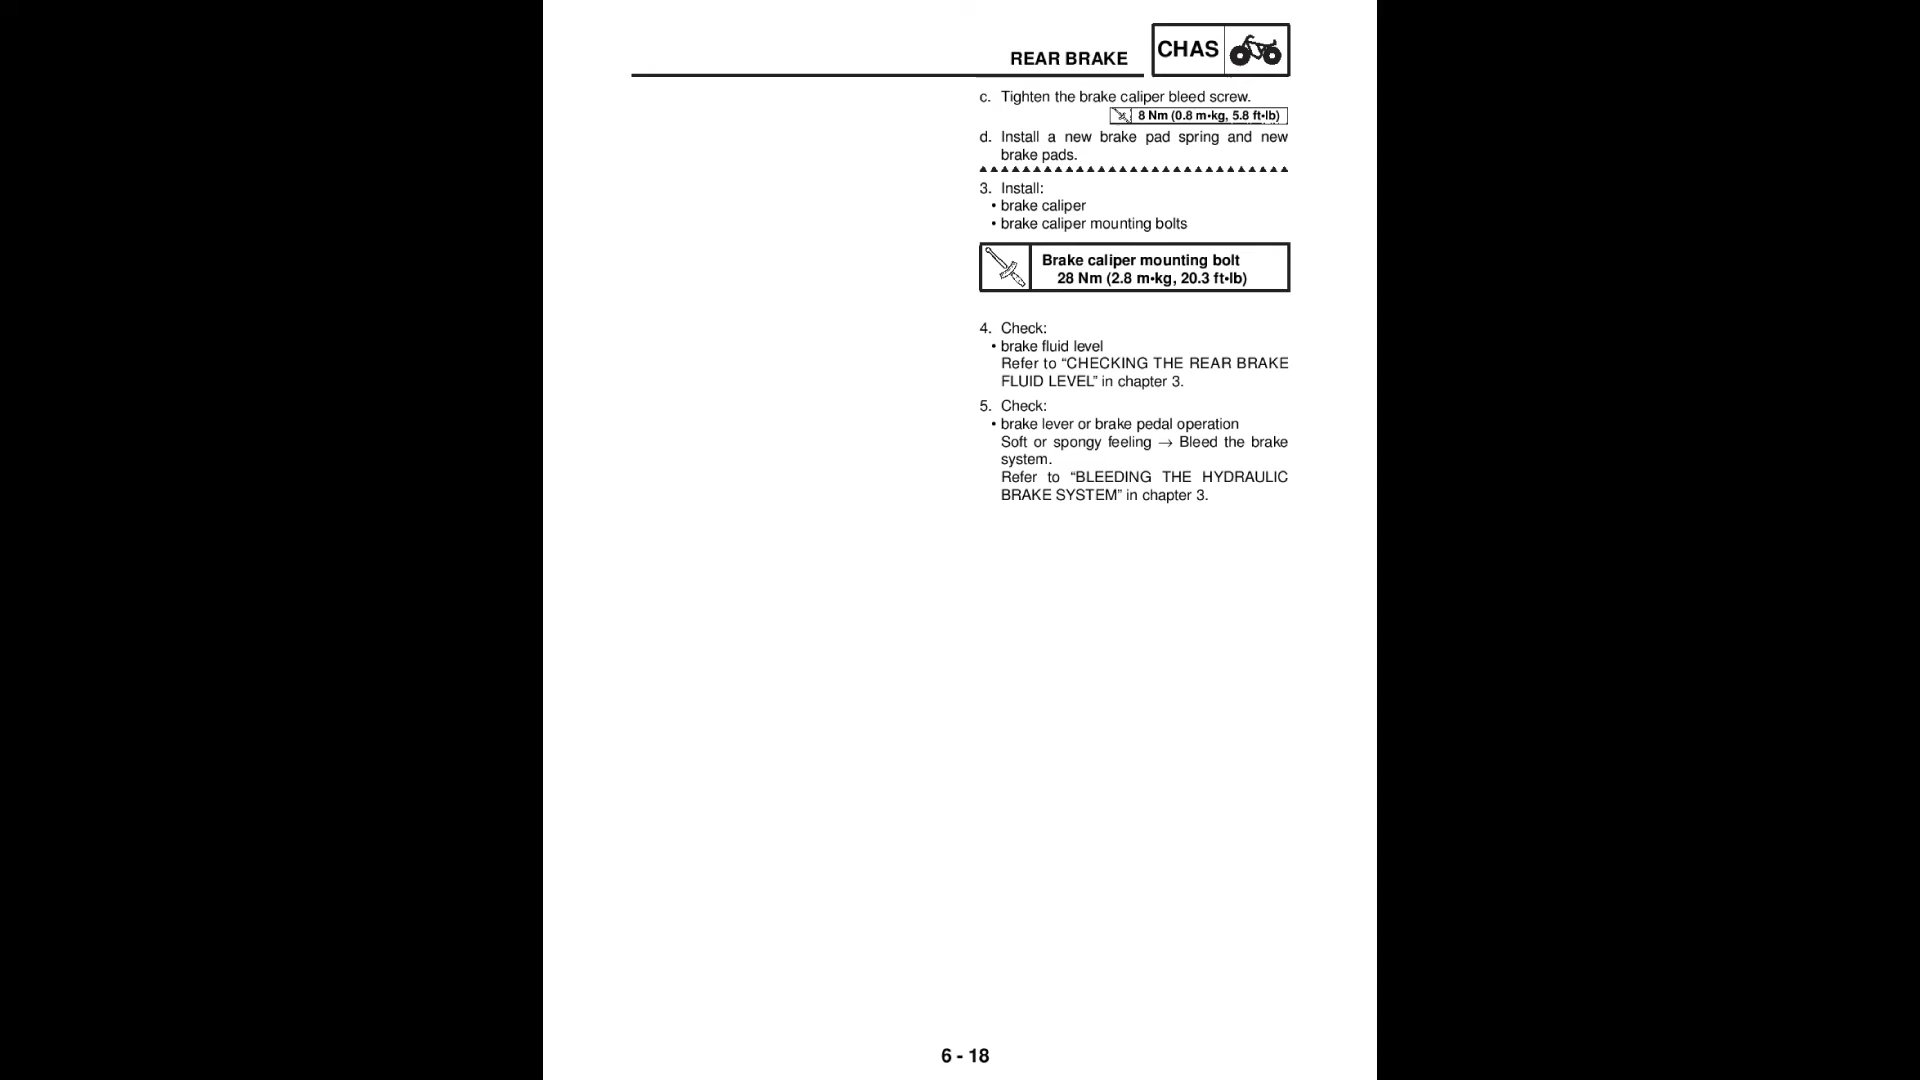 REAR BRAKE
CHAS
c. Tighten the brake caliper bleed screw.
8 Nm (0.8 m•kg, 5.8 ft•lb)
d. Install a new brake pad spring and new
brake pads.
3. Install:
• brake caliper
• brake caliper mounting bolts
Brake caliper mounting bolt
28 Nm (2.8 m•kg, 20.3 ft•lb)
4. Check:
• brake fluid level
Refer to “CHECKING THE REAR BRAKE
FLUID LEVEL” in chapter 3.
5. Check:
• brake lever or brake pedal operation
Soft or spongy feeling → Bleed the brake
system.
Refer to “BLEEDING THE HYDRAULIC
BRAKE SYSTEM” in chapter 3.
6 - 18